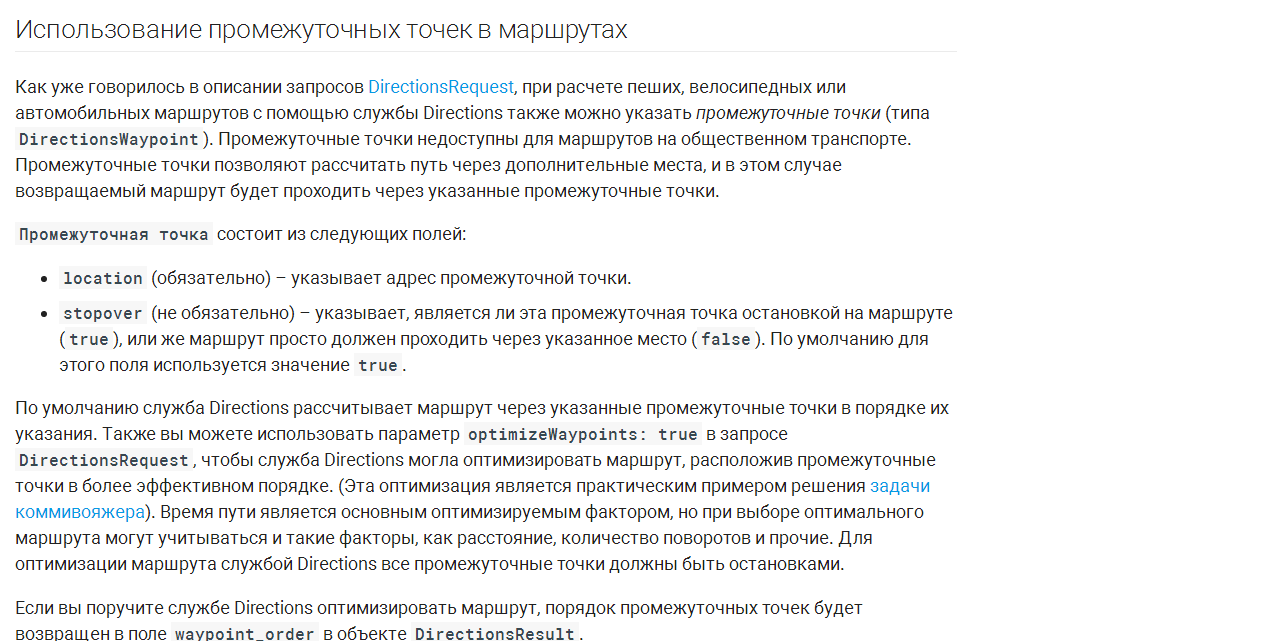 Использование промежуточных точек в маршрутах
Как уже говорилось в описании запросов DirectionsRequest, при расчете пеших, велосипедных или
автомобильных маршрутов с помощью службы Directions также можно указать промежуточные точки (типа
DirectionsWaypoint). Промежуточные точки недоступны для маршрутов на общественном транспорте.
Промежуточные точки позволяют рассчитать путь через дополнительные места, и в этом случае
возвращаемый маршрут будет проходить через указанные промежуточные точки.
Промежуточная точка состоит из следующих полей:
• location (обязательно) – указывает адрес промежуточной точки.
• stopover (не обязательно) – указывает, является ли эта промежуточная точка остановкой на маршруте
(true), или же маршрут просто должен проходить через указанное место (false). По умолчанию для
этого поля используется значение true.
По умолчанию служба Directions рассчитывает маршрут через указанные промежуточные точки в порядке их
указания. Также вы можете использовать параметр optimizeWaypoints: true в запросе
DirectionsRequest, чтобы служба Directions могла оптимизировать маршрут, расположив промежуточные
точки в более эффективном порядке. (Эта оптимизация является практическим примером решения задачи
коммивояжера). Время пути является основным оптимизируемым фактором, но при выборе оптимального
маршрута могут учитываться и такие факторы, как расстояние, количество поворотов и прочие. Для
оптимизации маршрута службой Directions все промежуточные точки должны быть остановками.
Если вы поручите службе Directions оптимизировать маршрут, порядок промежуточных точек будет
возвращен в поле waypoint_order в объекте DirectionsResult.